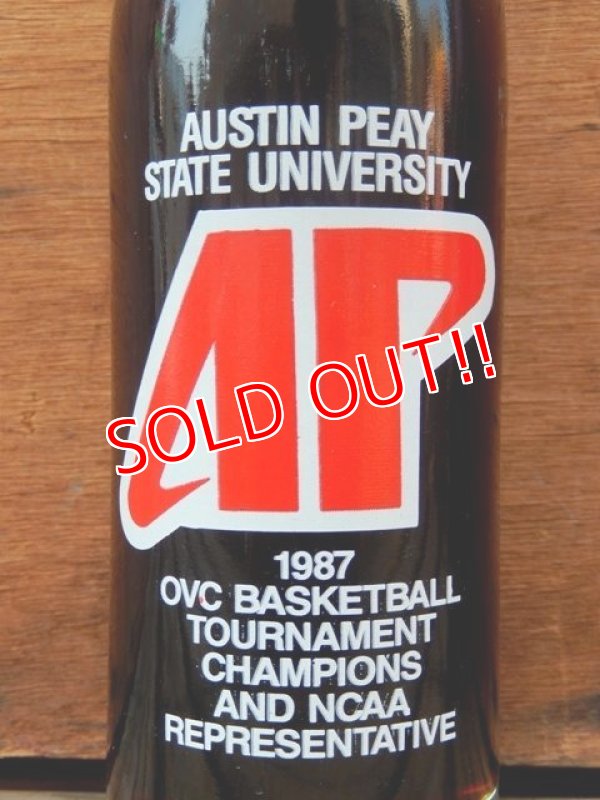 AUSTIN PEAY
STATE UNIVERSITY
AP
SOLD OUT!!
1987
OVC BASKETBALL
TOURNAMENT
CHAMPIONS
AND NCAA
REPRESENTATIVE